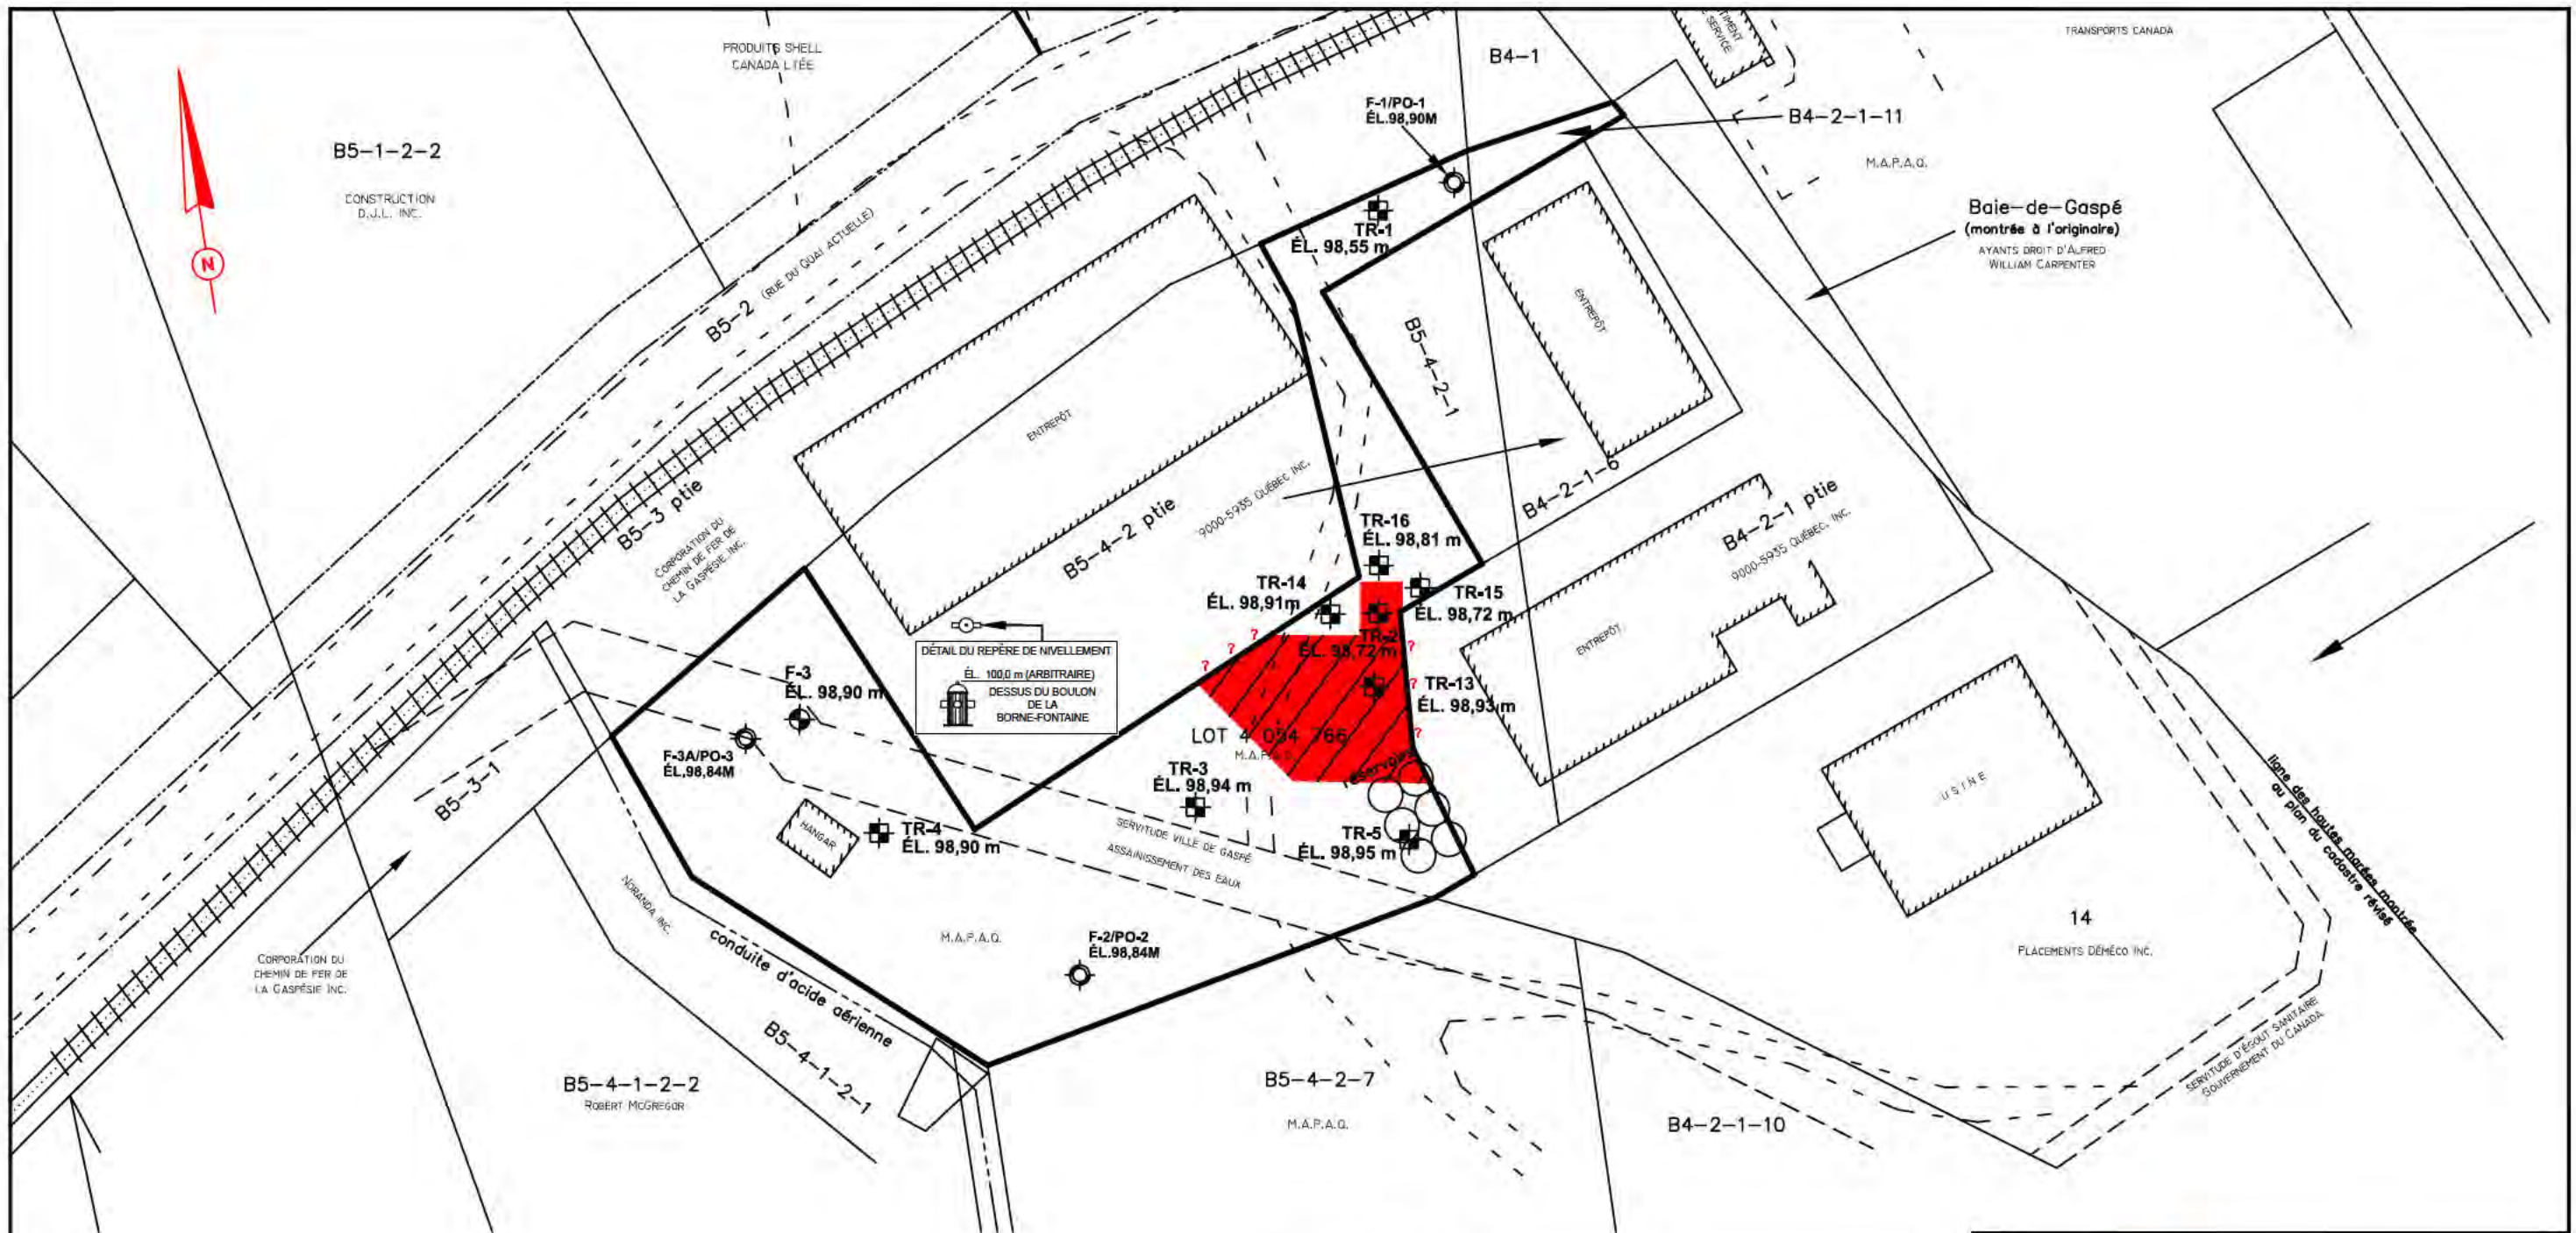 PRODUITS SHELL
CANADA LTÉE
TRANSPORTS CANADA
BÂTIMENT
SERVICE
B4-1
F-1/PO-1
ÉL.98,90M
B4-2-1-11
M.A.P.A.Q.
B5-1-2-2
CONSTRUCTION
D.J.L. INC.
N
Baie-de-Gaspé
(montrée à l'originaire)
AYANTS DROIT D'ALFRED
WILLIAM CARPENTER
TR-1
ÉL. 98,55 m
B5-2
(RUE DU QUAI ACTUELLE)
ENTREPÔT
B5-4-2-1
ENTREPÔT
B5-3 ptie
CORPORATION DU
CHEMIN DE FER DE
LA GASPÉSIE INC.
B5-4-2 ptie
9000-5935 QUÉBEC INC.
B4-2-1-6
B4-2-1 ptie
9000-5935 QUÉBEC, INC.
ENTREPÔT
TR-16
ÉL. 98,81 m
TR-14
ÉL. 98,91m
TR-15
ÉL. 98,72 m
TR-2
ÉL. 98,72 m
? ? ? ? ? ?
TR-13
ÉL. 98,93 m
DÉTAIL DU REPÈRE DE NIVELLEMENT
ÉL. 100,0 m (ARBITRAIRE)
DESSUS DU BOULON
DE LA
BORNE-FONTAINE
F-3
ÉL. 98,90 m
F-3A/PO-3
ÉL.98,84M
LOT 4 034 766
M.A.P.A.Q.
Réservoirs
TR-3
ÉL. 98,94 m
TR-4
ÉL. 98,90 m
HANGAR
TR-5
ÉL. 98,95 m
SERVITUDE VILLE DE GASPÉ
ASSAINISSEMENT DES EAUX
B5-3-1
USINE
ligne des hautes marées montrée
au plan du cadastre révisé
NORANDA INC.
conduite d'acide aérienne
M.A.P.A.Q.
F-2/PO-2
ÉL.98,84M
14
PLACEMENTS DÉMÉCO INC.
CORPORATION DU
CHEMIN DE FER DE
LA GASPÉSIE INC.
B5-4-1-2-1
B5-4-1-2-2
ROBERT MCGREGOR
B5-4-2-7
M.A.P.A.Q.
B4-2-1-10
SERVITUDE D'ÉGOUT SANITAIRE
GOUVERNEMENT DU CANADA